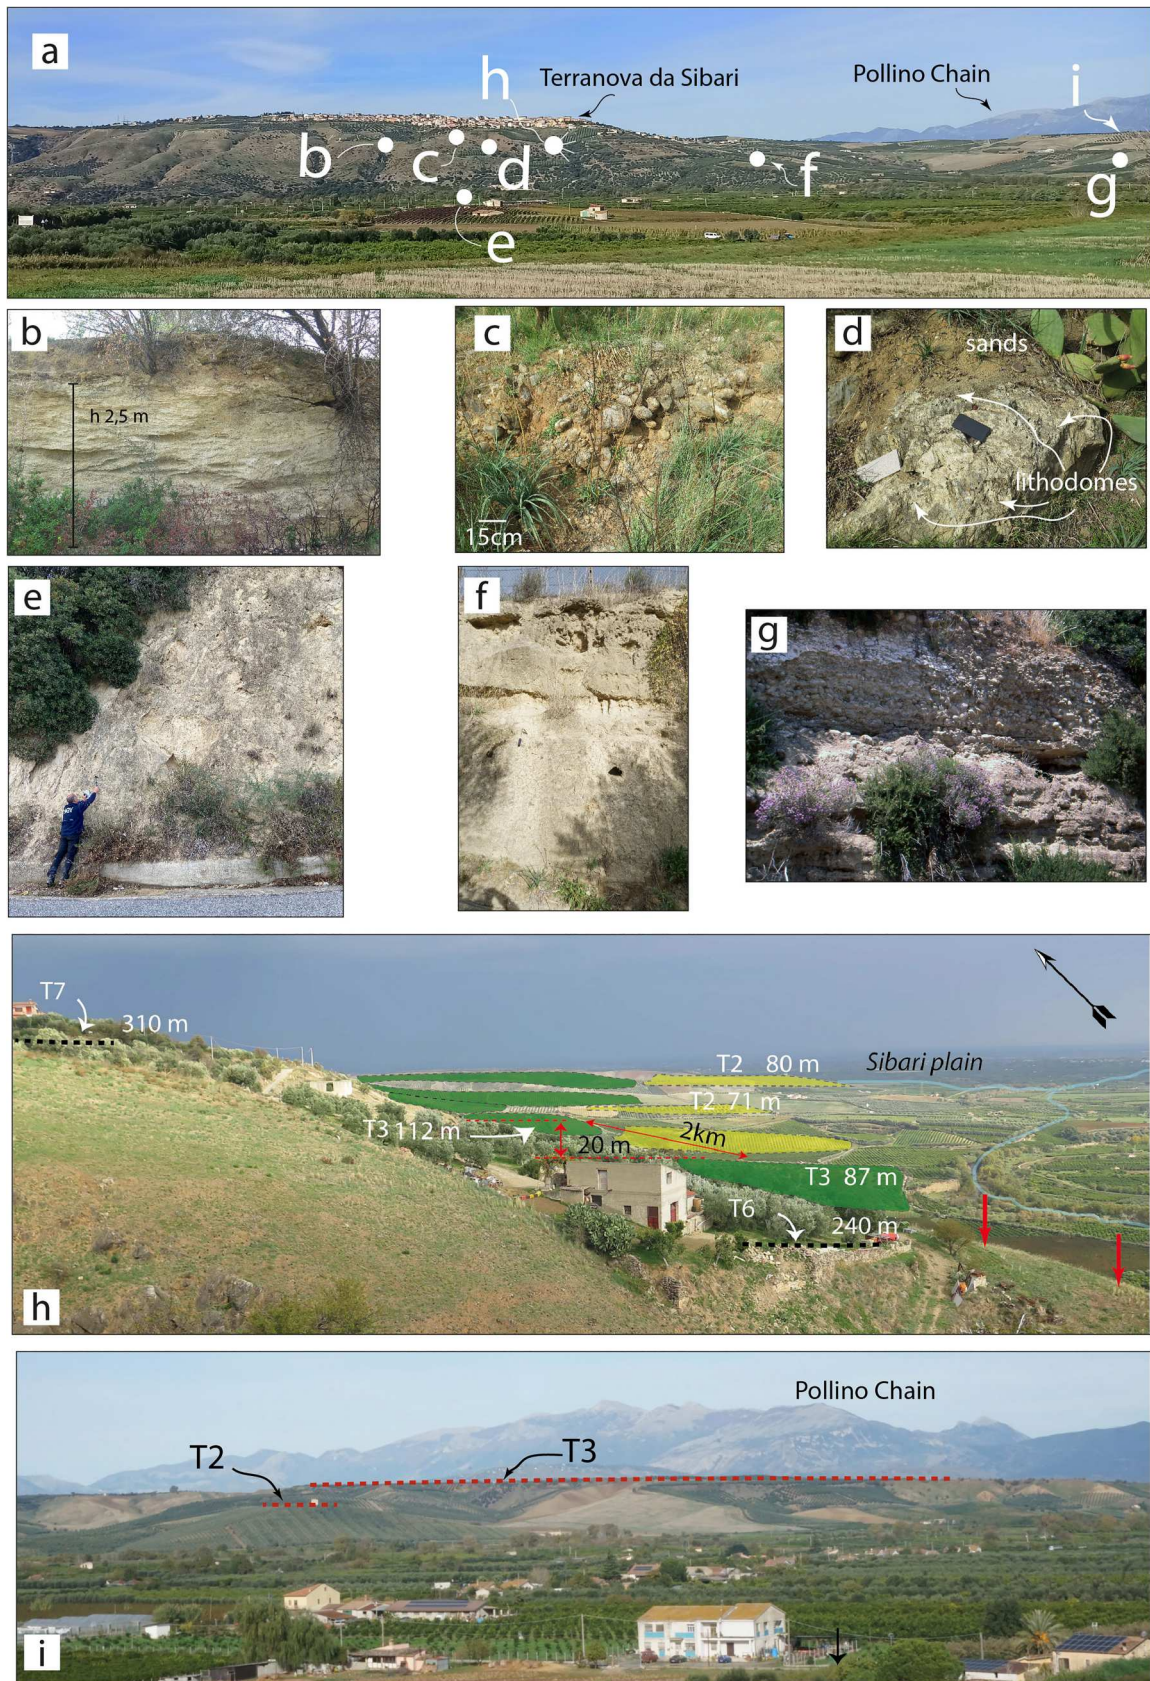 a
Terranova da Sibari
Pollino Chain
h
i
b
c
d
f
g
e
b
h 2,5 m
c
15cm
d
sands
lithodomes
e
f
g
T7
310 m
T2 80 m
Sibari plain
T2 71 m
T3 112 m
2km
20 m
T3 87 m
T6
240 m
h
Pollino Chain
T2
T3
i